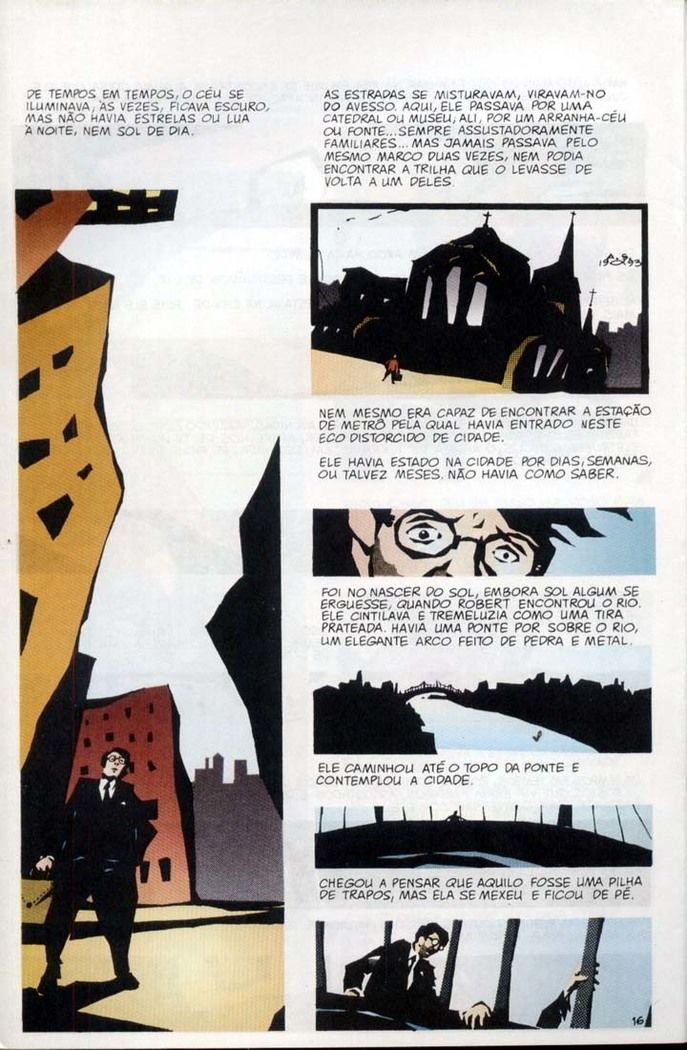 DE TEMPOS EM TEMPOS, O CÉU SE
ILUMINAVA, ÀS VEZES, FICAVA ESCURO,
MAS NÃO HAVIA ESTRELAS OU LUA
À NOITE, NEM SOL DE DIA.
AS ESTRADAS SE MISTURAVAM, VIRAVAM-NO
DO AVESSO. AQUI, ELE PASSAVA POR UMA
CATEDRAL OU MUSEU; ALI, POR UM ARRANHA-CÉU
OU FONTE...SEMPRE ASSUSTADORAMENTE
FAMILIARES... MAS JAMAIS PASSAVA PELO
MESMO MARCO DUAS VEZES, NEM PODIA
ENCONTRAR A TRILHA QUE O LEVASSE DE
VOLTA A UM DELES.
NEM MESMO ERA CAPAZ DE ENCONTRAR A ESTAÇÃO
DE METRÔ PELA QUAL HAVIA ENTRADO NESTE
ECO DISTORCIDO DE CIDADE.
ELE HAVIA ESTADO NA CIDADE POR DIAS, SEMANAS,
OU TALVEZ MESES. NÃO HAVIA COMO SABER.
FOI NO NASCER DO SOL, EMBORA SOL ALGUM SE
ERGUESSE, QUANDO ROBERT ENCONTROU O RIO.
ELE CINTILAVA E TREMELUZIA COMO UMA TIRA
PRATEADA. HAVIA UMA PONTE POR SOBRE O RIO,
UM ELEGANTE ARCO FEITO DE PEDRA E METAL.
ELE CAMINHOU ATÉ O TOPO DA PONTE E
CONTEMPLOU A CIDADE.
CHEGOU A PENSAR QUE AQUILO FOSSE UMA PILHA
DE TRAPOS, MAS ELA SE MEXEU E FICOU DE PÉ.
16